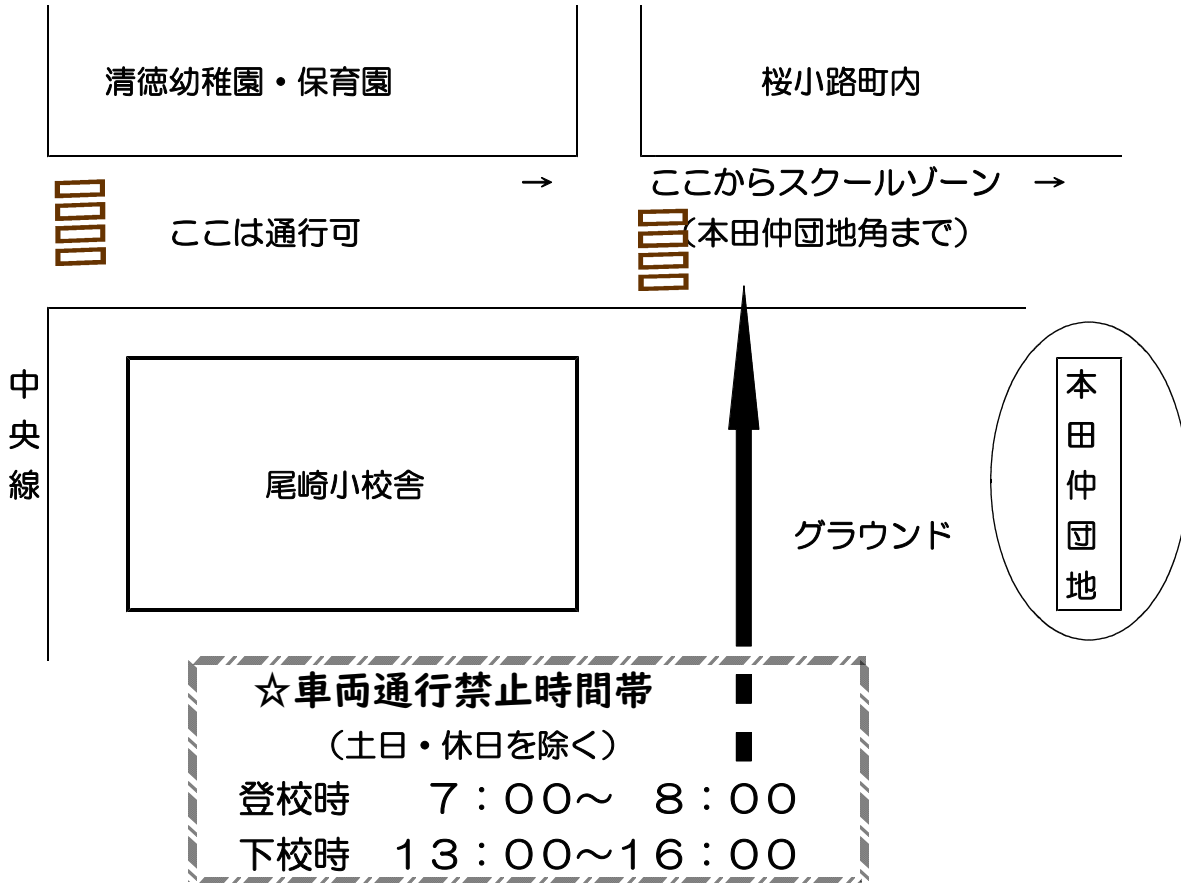 清徳幼稚園・保育園
桜小路町内
→
ここからスクールゾーン →
ここは通行可
（本田仲団地角まで）
中央線
尾崎小校舎
グラウンド
本田仲団地
☆車両通行禁止時間帯
（土日・休日を除く）
登校時 ７：００～ ８：００
下校時 １３：００～１６：００